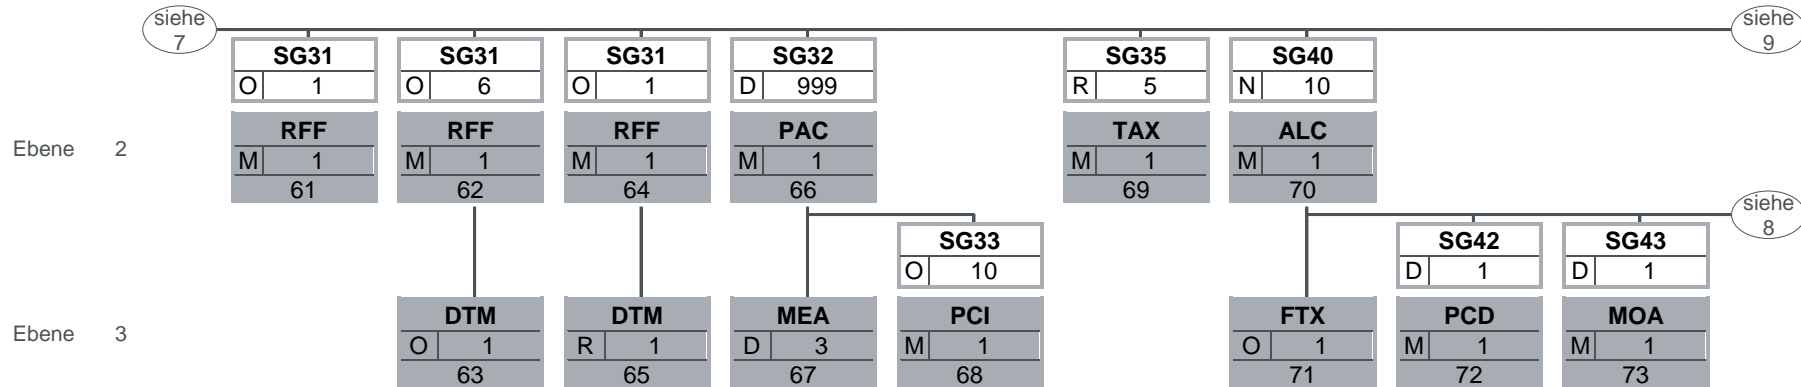 siehe
7
siehe
9
SG31 SG31 SG31 SG32 SG35 SG40
O 1 O 6 O 1 D 999 R 5 N 10
RFF RFF RFF PAC TAX ALC
Ebene 2 M 1 M 1 M 1 M 1 M 1 M 1
61 62 64 66 69 70
siehe
8
SG33 SG42 SG43
O 10 D 1 D 1
DTM DTM MEA PCI FTX PCD MOA
Ebene 3 O 1 R 1 D 3 M 1 O 1 M 1 M 1
63 65 67 68 71 72 73